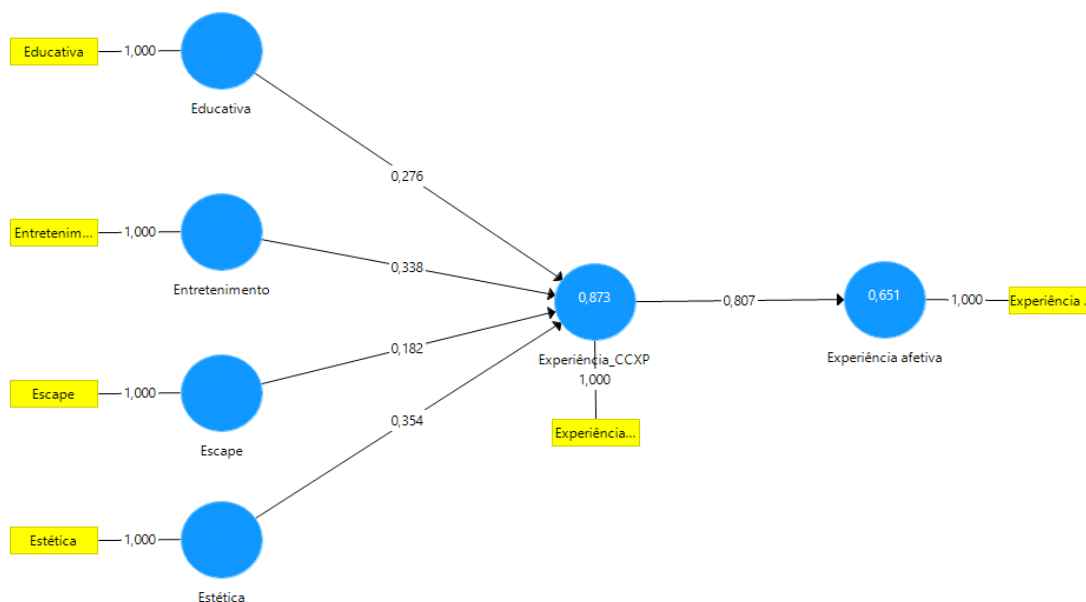 Educativa
1,000
Educativa
0,276
Entretenim...
1,000
Entretenimento
0,338
0,873
0,807
0,651
1,000
Experiência ...
Experiência_CCXP
Experiência afetiva
0,182
1,000
Experiência...
Escape
1,000
Escape
0,354
Estética
1,000
Estética